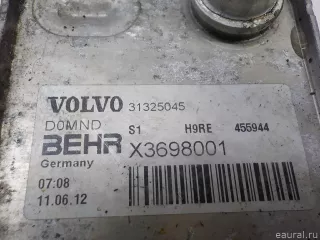 VOLVO 31325045
D0MND S1 H9RE 455944
BEHR X3698001
Germany
07:08
11.06.12
eaural.ru